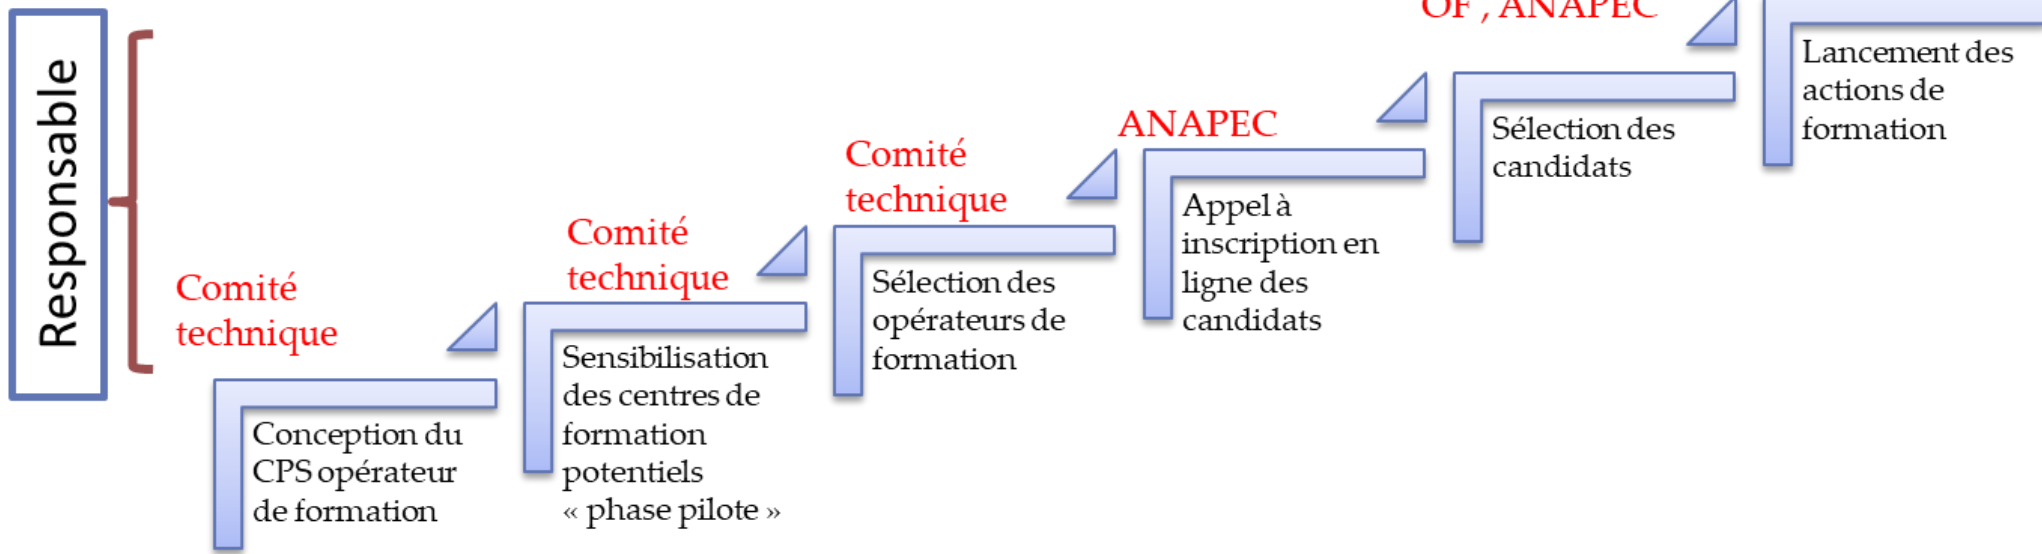 Responsable
Comité
technique
Conception du
CPS opérateur
de formation
Comité
technique
Sensibilisation
des centres de
formation
potentiels
« phase pilote »
Comité
technique
Sélection des
opérateurs de
formation
ANAPEC
Appel à
inscription en
ligne des
candidats
OF , ANAPEC
Sélection des
candidats
Lancement des
actions de
formation